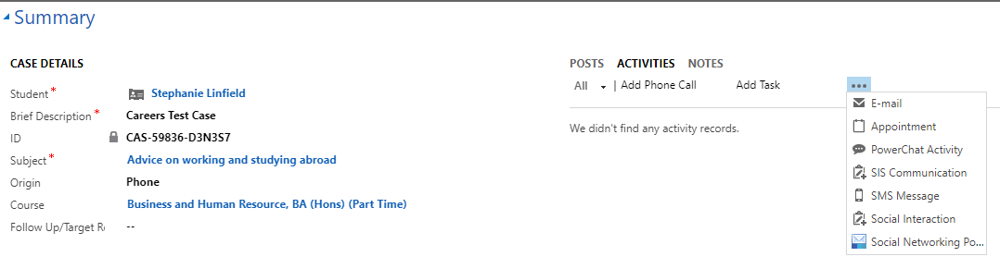 Summary
CASE DETAILS
Student *
Stephanie Linfield
Brief Description *
Careers Test Case
ID
CAS-59836-D3N3S7
Subject *
Advice on working and studying abroad
Origin
Phone
Course
Business and Human Resource, BA (Hons) (Part Time)
Follow Up/Target Re
--
POSTS ACTIVITIES NOTES
All | Add Phone Call Add Task •••
We didn't find any activity records.
E-mail
Appointment
PowerChat Activity
SIS Communication
SMS Message
Social Interaction
Social Networking Po...